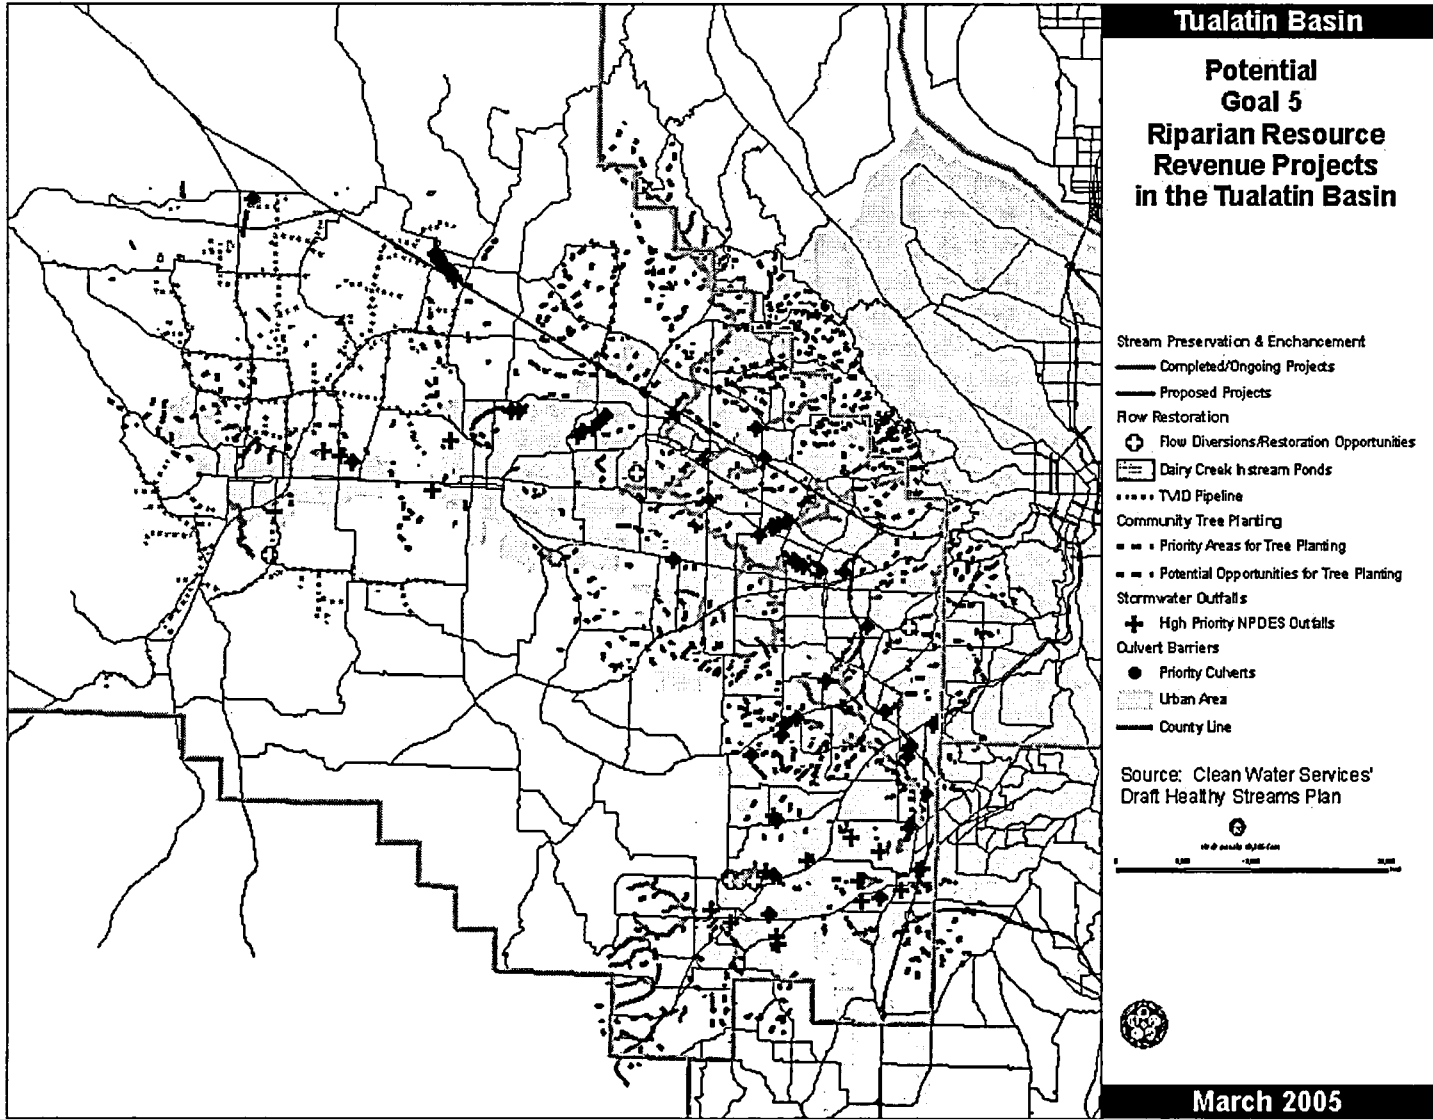 Tualatin Basin
Potential
Goal 5
Riparian Resource
Revenue Projects
in the Tualatin Basin
Stream Preservation & Enchancement
Completed/Ongoing Projects
Proposed Projects
Flow Restoration
Flow Diversions/Restoration Opportunities
Dairy Creek Instream Ponds
TVID Pipeline
Community Tree Planting
Priority Areas for Tree Planting
Potential Opportunities for Tree Planting
Stormwater Outfalls
High Priority NPDES Outfalls
Culvert Barriers
Priority Culverts
Urban Area
County Line
Source: Clean Water Services'
Draft Healthy Streams Plan
0
March 2005